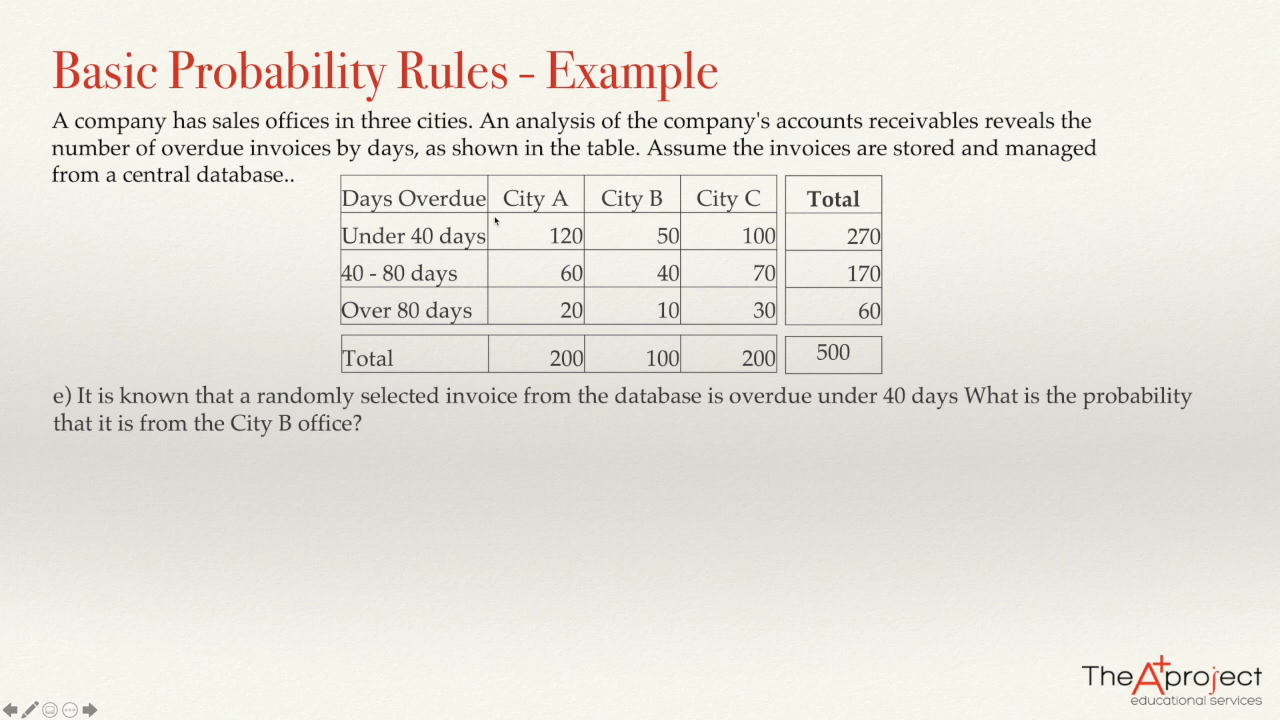 Basic Probability Rules - Example
A company has sales offices in three cities. An analysis of the company's accounts receivables reveals the
number of overdue invoices by days, as shown in the table. Assume the invoices are stored and managed
from a central database..
Days Overdue City A City B City C Total
Under 40 days 120 50 100 270
40 - 80 days 60 40 70 170
Over 80 days 20 10 30 60
Total 200 100 200 500
e) It is known that a randomly selected invoice from the database is overdue under 40 days What is the probability
that it is from the City B office?
The A+ project
educational services